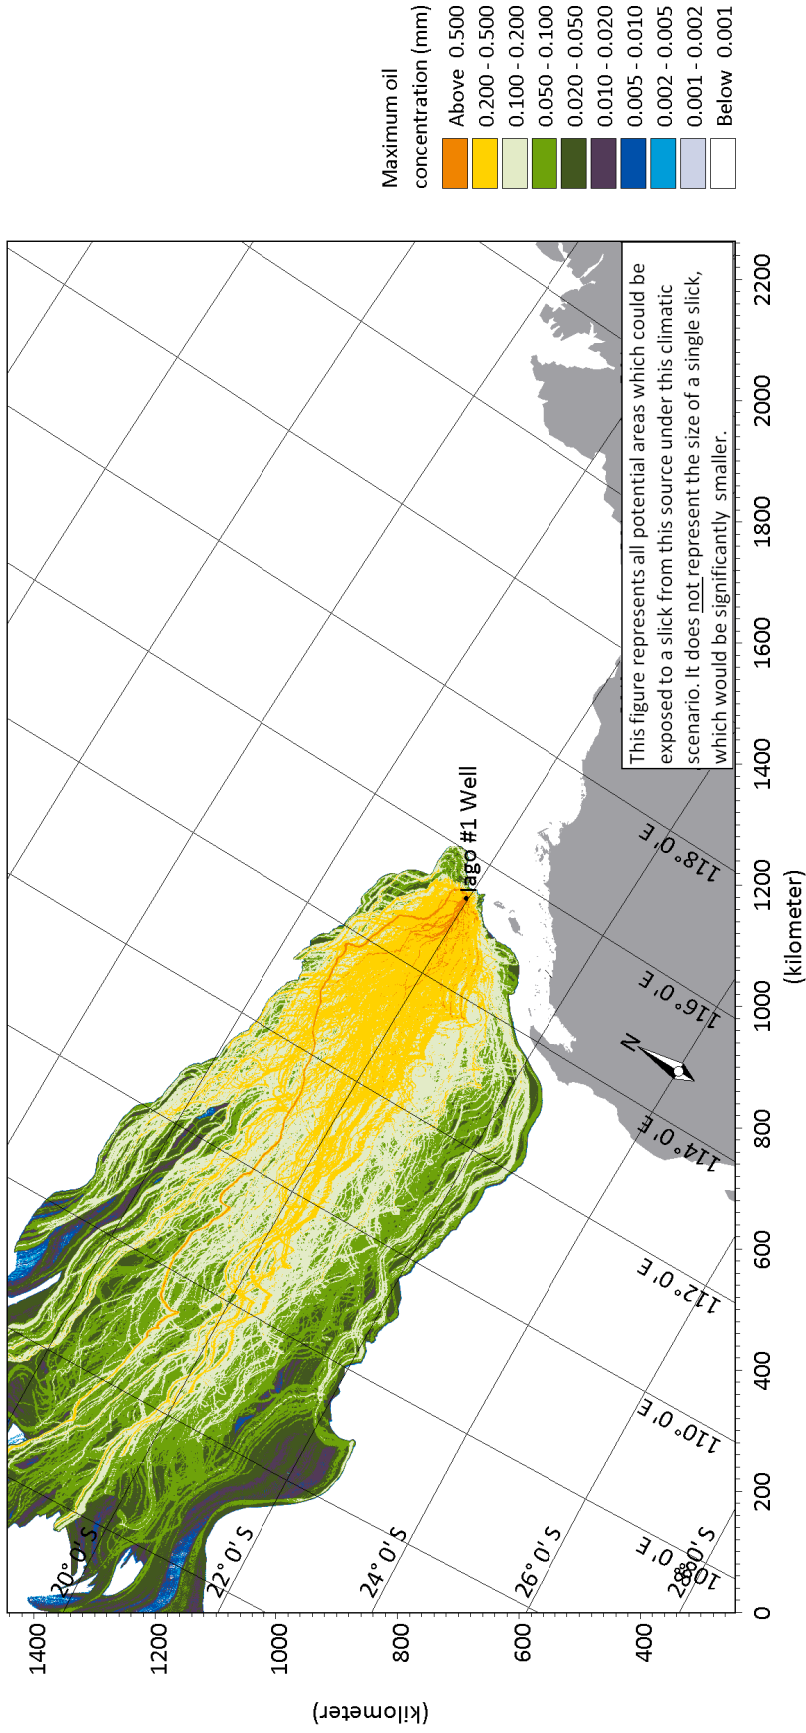 Maximum oil
concentration (mm)
Above 0.500
0.200 - 0.500
0.100 - 0.200
0.050 - 0.100
0.020 - 0.050
0.010 - 0.020
0.005 - 0.010
0.002 - 0.005
0.001 - 0.002
Below 0.001
Iago #1 Well
This figure represents all potential areas which could be
exposed to a slick from this source under this climatic
scenario. It does not represent the size of a single slick,
which would be significantly smaller.
20° 0' S
22° 0' S
24° 0' S
26° 0' S
28° 0' S
0' E
110° 0' E
112° 0' E
114° 0' E
116° 0' E
118° 0' E
N
1400
1200
1000
800
600
400
(kilometer)
0
200
400
600
800
1000
1200
1400
1600
1800
2000
2200
(kilometer)